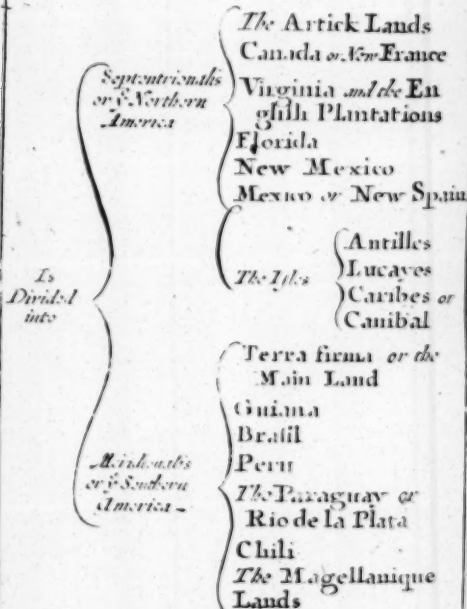 The Artick Lands
Canada or New France
Septentrionalis
or yͤ Northern
America
Virginia and the En
glish Plantations
Florida
New Mexico
Mexico or New Spain
The Isles
Antilles
Lucayes
Caribes or
Canibal
Is
Divided
into
Terra firma or the
Main Land
Guiana
Brasil
Peru
Meridionalis
or yͤ Southern
America
The Paraguay or
Rio de la Plata
Chili
The Magellanique
Lands